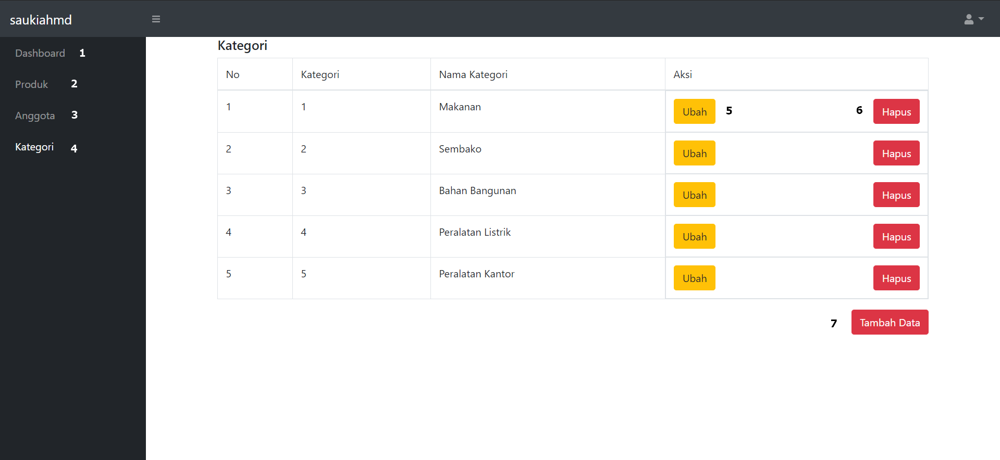 saukiahmd
Dashboard 1
Produk 2
Anggota 3
Kategori 4
Kategori
No Kategori Nama Kategori Aksi
1 1 Makanan Ubah 5 6 Hapus
2 2 Sembako Ubah Hapus
3 3 Bahan Bangunan Ubah Hapus
4 4 Peralatan Listrik Ubah Hapus
5 5 Peralatan Kantor Ubah Hapus
7 Tambah Data